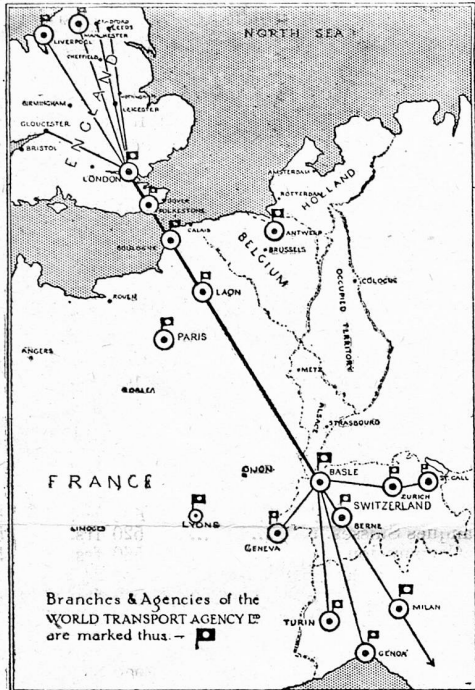 NORTH SEA
BRADFORD
LEEDS
MANCHESTER
LIVERPOOL
SHEFFIELD
ENGLAND
BIRMINGHAM
LEICESTER
GLOUCESTER
BRISTOL
LONDON
DOVER
FOLKESTONE
AMSTERDAM
ROTTERDAM
HOLLAND
CALAIS
BOULOGNE
ANTWERP
BRUSSELS
BELGIUM
COLOGNE
OCCUPIED TERRITORY
LAON
ROUEN
PARIS
ANGERS
METZ
ALSACE
STRASBOURG
DIJON
BASLE
FRANCE
ZURICH
ST. GALL
SWITZERLAND
BERNE
LYONS
LIMOGES
GENEVA
Branches & Agencies of the
WORLD TRANSPORT AGENCY LD
are marked thus.—
TURIN
MILAN
GENOA